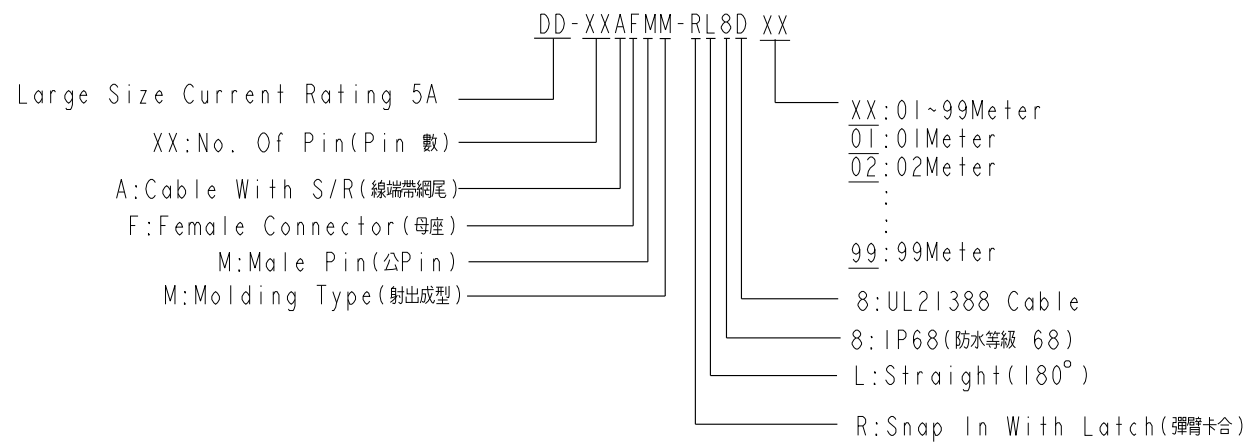 DD-XXAFMM-RL8D XX
Large Size Current Rating 5A
XX:No. Of Pin(Pin 數)
A:Cable With S/R(線端帶網尾)
F:Female Connector(母座)
M:Male Pin(公Pin)
M:Molding Type(射出成型)
XX:01~99Meter
01:01Meter
02:02Meter
:
:
99:99Meter
8:UL21388 Cable
8:IP68(防水等級 68)
L:Straight(180°)
R:Snap In With Latch(彈臂卡合)